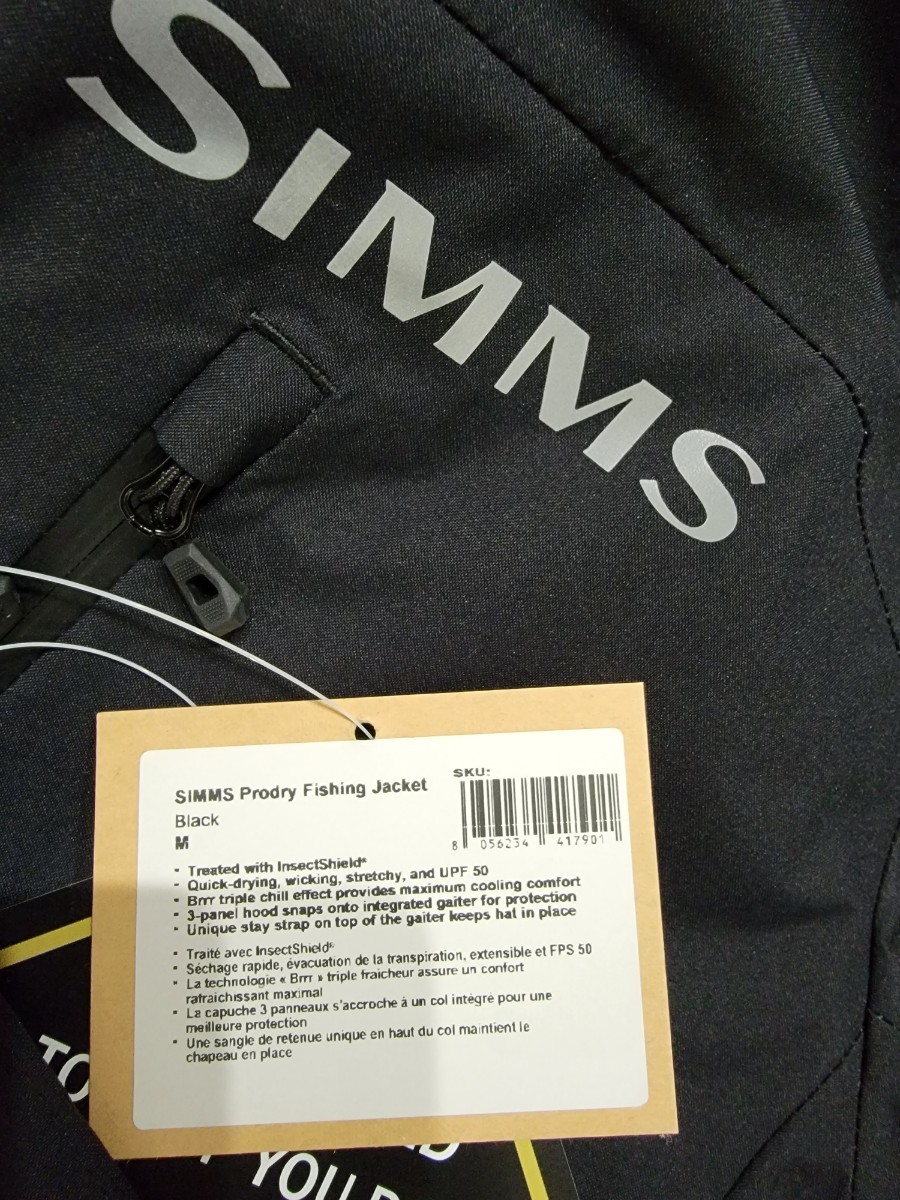 SIMMS
SIMMS Prodry Fishing Jacket
Black
M
SKU:
8 056234 417901
- Treated with InsectShield®
- Quick-drying, wicking, stretchy, and UPF 50
- Brrr triple chill effect provides maximum cooling comfort
- 3-panel hood snaps onto integrated gaiter for protection
- Unique stay strap on top of the gaiter keeps hat in place
- Traité avec InsectShield®
- Séchage rapide, évacuation de la transpiration, extensible et FPS 50
- La technologie « Brrr » triple fraicheur assure un confort
rafraichissant maximal
- La capuche 3 panneaux s'accroche à un col intégré pour une
meilleure protection
- Une sangle de retenue unique en haut du col maintient le
chapeau en place
TO
YOU